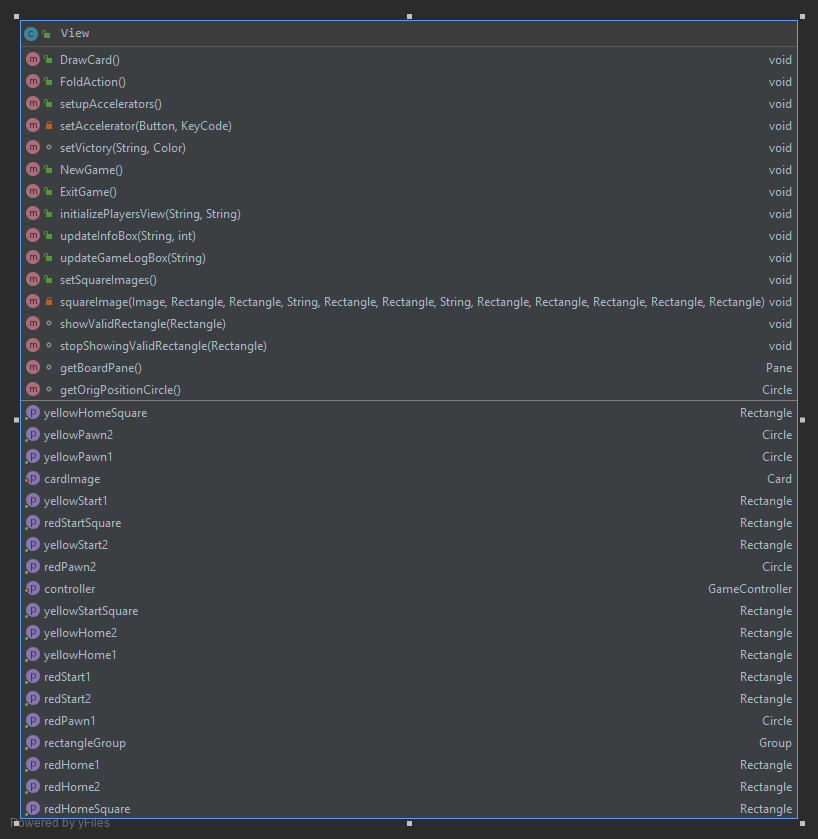 C View
m DrawCard() void
m FoldAction() void
m setupAccelerators() void
m setAccelerator(Button, KeyCode) void
m setVictory(String, Color) void
m NewGame() void
m ExitGame() void
m initializePlayersView(String, String) void
m updateInfoBox(String, int) void
m updateGameLogBox(String) void
m setSquareImages() void
m squareImage(Image, Rectangle, Rectangle, String, Rectangle, Rectangle, String, Rectangle, Rectangle, Rectangle, Rectangle, Rectangle) void
m showValidRectangle(Rectangle) void
m stopShowingValidRectangle(Rectangle) void
m getBoardPane() Pane
m getOrigPositionCircle() Circle
p yellowHomeSquare Rectangle
p yellowPawn2 Circle
p yellowPawn1 Circle
p cardImage Card
p yellowStart1 Rectangle
p redStartSquare Rectangle
p yellowStart2 Rectangle
p redPawn2 Circle
p controller GameController
p yellowStartSquare Rectangle
p yellowHome2 Rectangle
p yellowHome1 Rectangle
p redStart1 Rectangle
p redStart2 Rectangle
p redPawn1 Circle
p rectangleGroup Group
p redHome1 Rectangle
p redHome2 Rectangle
p redHomeSquare Rectangle
Powered by yFiles